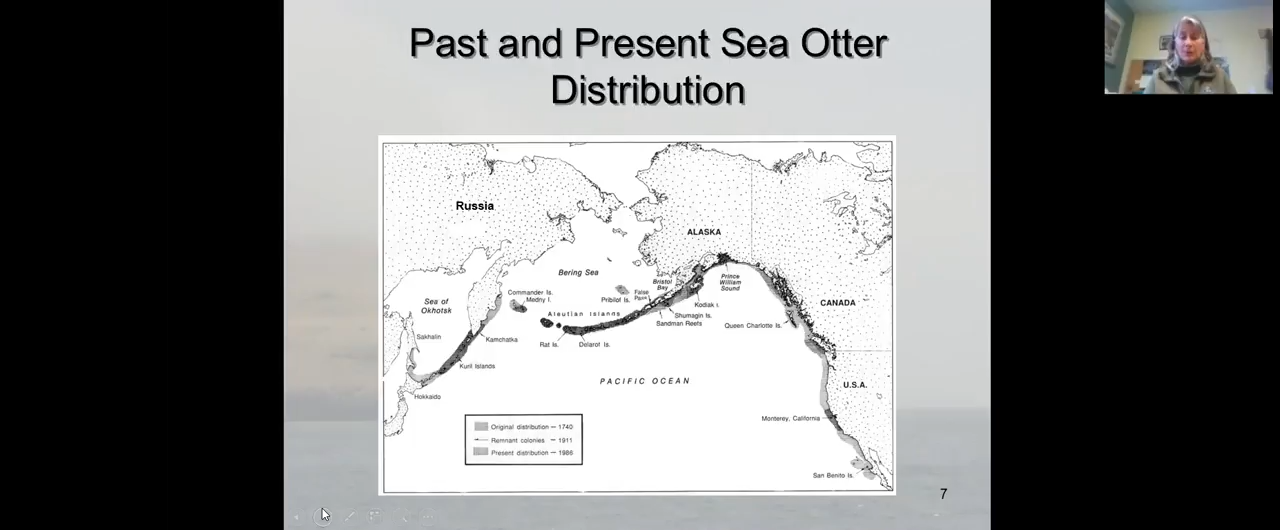 Past and Present Sea Otter
Distribution
Russia
ALASKA
Bering Sea
Bristol
Bay
Prince
William
Sound
Sea of
Okhotsk
Commander Is.
Medny I.
Pribilof Is.
False
Pass
Kodiak I.
CANADA
Aleutian Islands
Shumagin Is.
Sandman Reefs
Queen Charlotte Is.
Sakhalin
Kamchatka
Rat Is.
Delarof Is.
Kuril Islands
PACIFIC OCEAN
U.S.A.
Hokkaido
Monterey, California
Original distribution – 1740
Remnant colonies – 1911
Present distribution – 1986
San Benito Is.
7